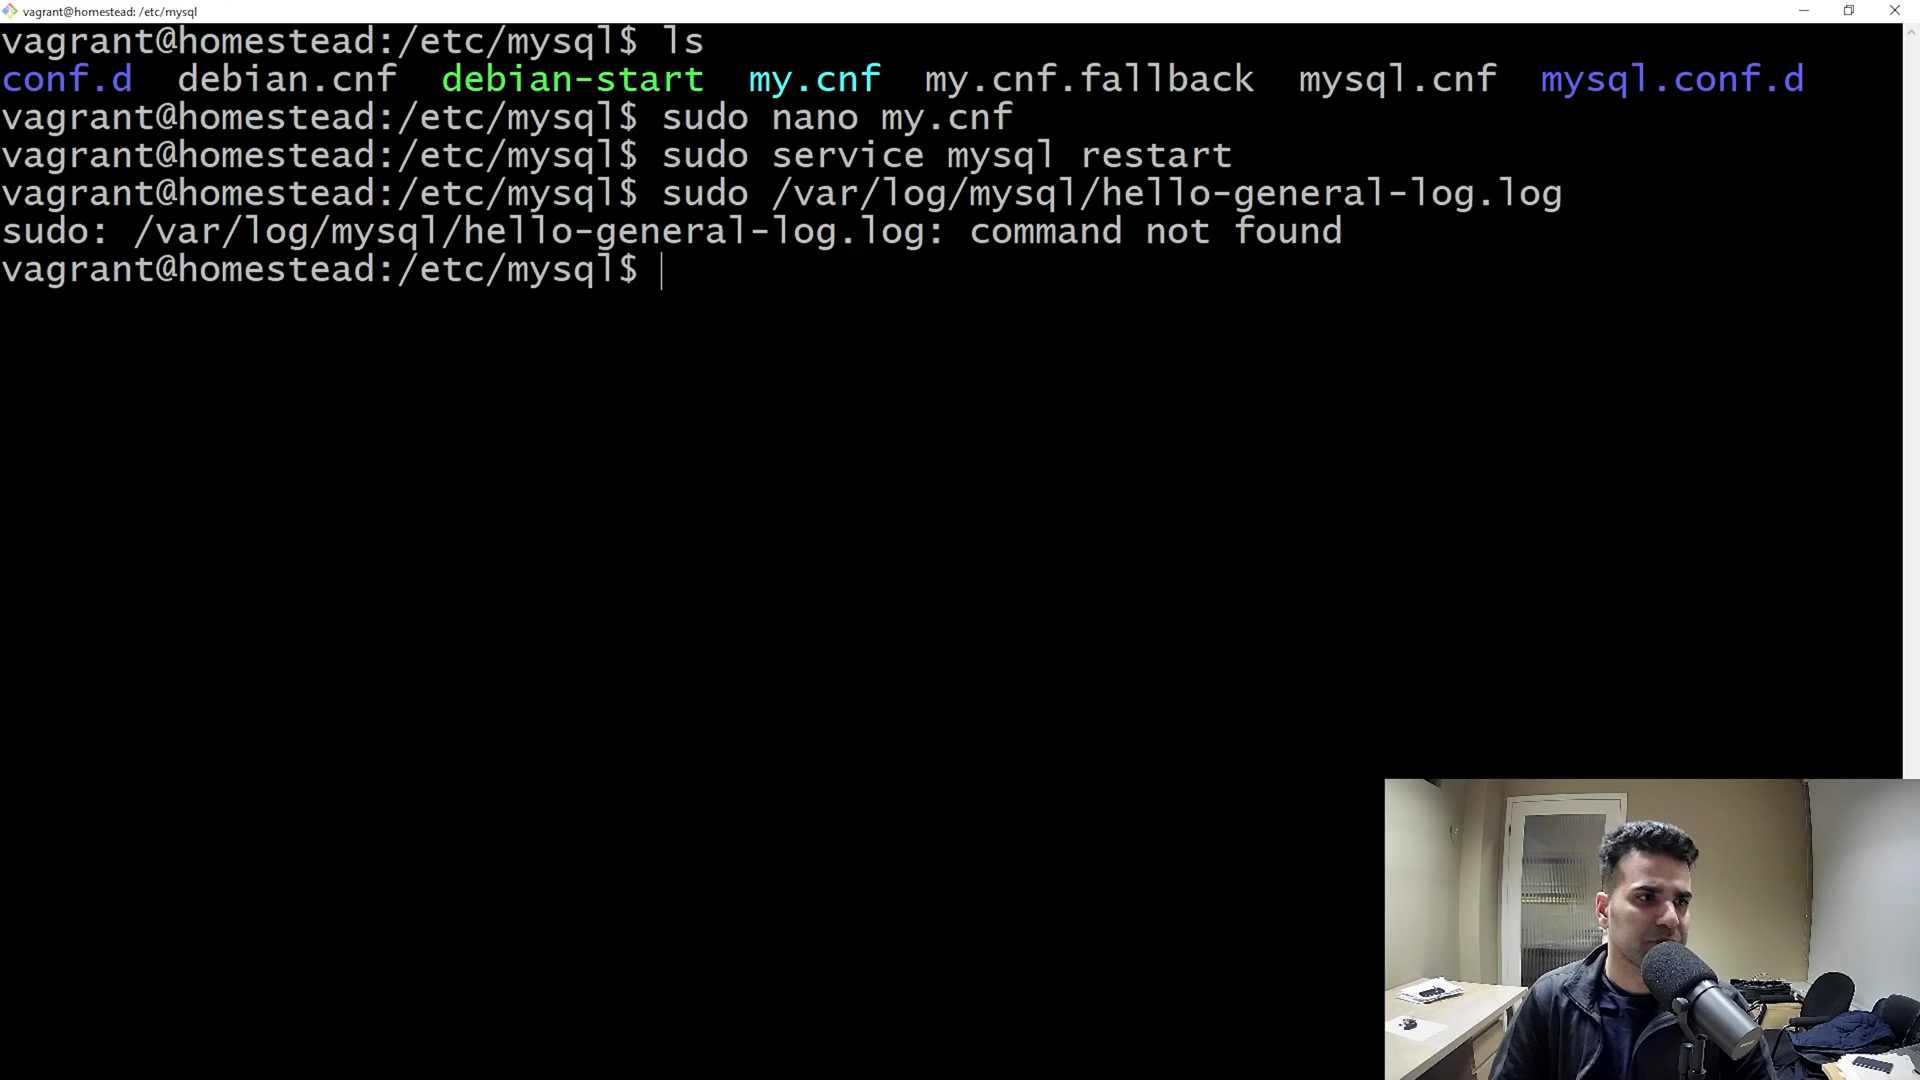 vagrant@homestead: /etc/mysql
vagrant@homestead:/etc/mysql$ ls
conf.d  debian.cnf  debian-start  my.cnf  my.cnf.fallback  mysql.cnf  mysql.conf.d
vagrant@homestead:/etc/mysql$ sudo nano my.cnf
vagrant@homestead:/etc/mysql$ sudo service mysql restart
vagrant@homestead:/etc/mysql$ sudo /var/log/mysql/hello-general-log.log
sudo: /var/log/mysql/hello-general-log.log: command not found
vagrant@homestead:/etc/mysql$